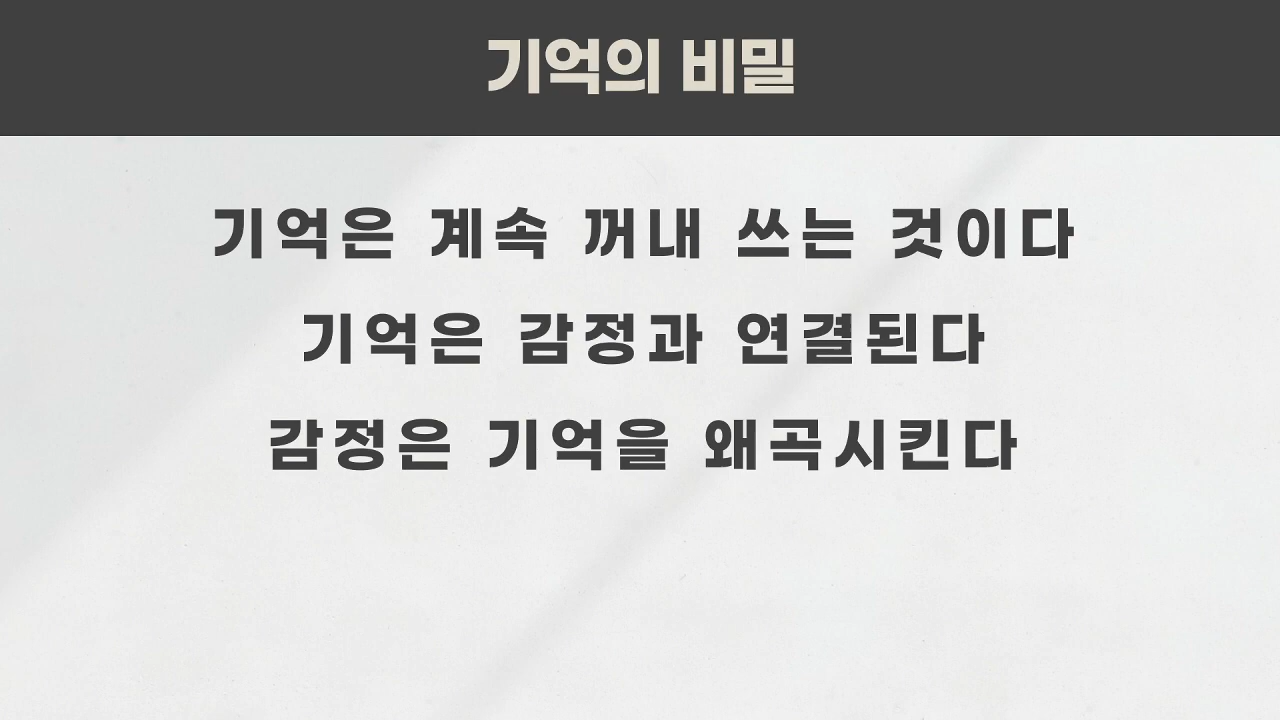 기억의 비밀
기억은 계속 꺼내 쓰는 것이다
기억은 감정과 연결된다
감정은 기억을 왜곡시킨다